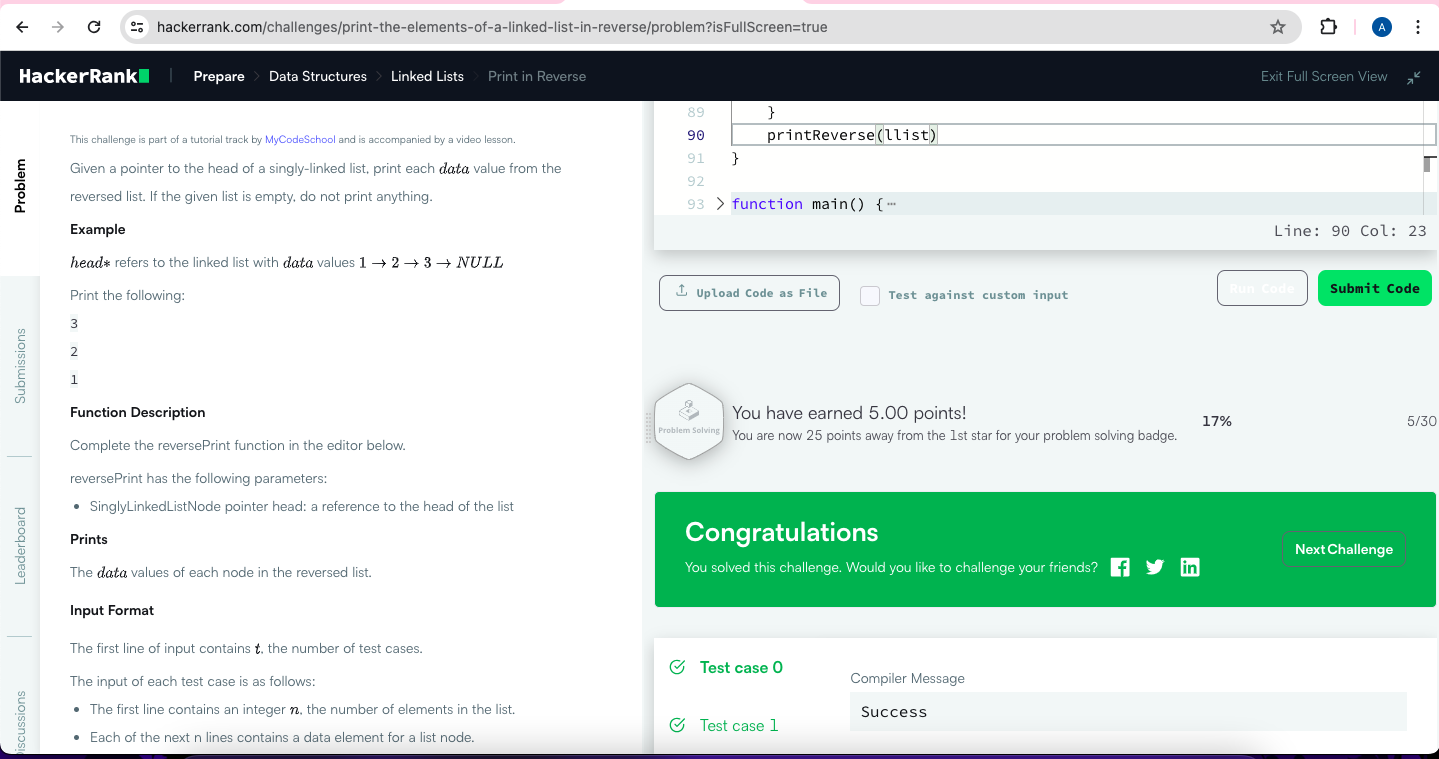 hackerrank.com/challenges/print-the-elements-of-a-linked-list-in-reverse/problem?isFullScreen=true
A
HackerRank
Prepare > Data Structures > Linked Lists > Print in Reverse
Exit Full Screen View
Problem
Submissions
Leaderboard
This challenge is part of a tutorial track by MyCodeSchool and is accompanied by a video lesson.
Given a pointer to the head of a singly-linked list, print each data value from the
reversed list. If the given list is empty, do not print anything.
Example
head* refers to the linked list with data values 1 → 2 → 3 → NULL
Print the following:
3
2
1
Function Description
Complete the reversePrint function in the editor below.
reversePrint has the following parameters:
• SinglyLinkedListNode pointer head: a reference to the head of the list
Prints
The data values of each node in the reversed list.
Input Format
The first line of input contains t, the number of test cases.
The input of each test case is as follows:
• The first line contains an integer n, the number of elements in the list.
• Each of the next n lines contains a data element for a list node.
89 }
90 printReverse(llist)
91 }
92
93 function main() {
Line: 90 Col: 23
Upload Code as File
Test against custom input
Run Code
Submit Code
Problem Solving
You have earned 5.00 points!
You are now 25 points away from the 1st star for your problem solving badge.
17%
5/30
Congratulations
You solved this challenge. Would you like to challenge your friends?
Next Challenge
Test case 0
Test case 1
Compiler Message
Success